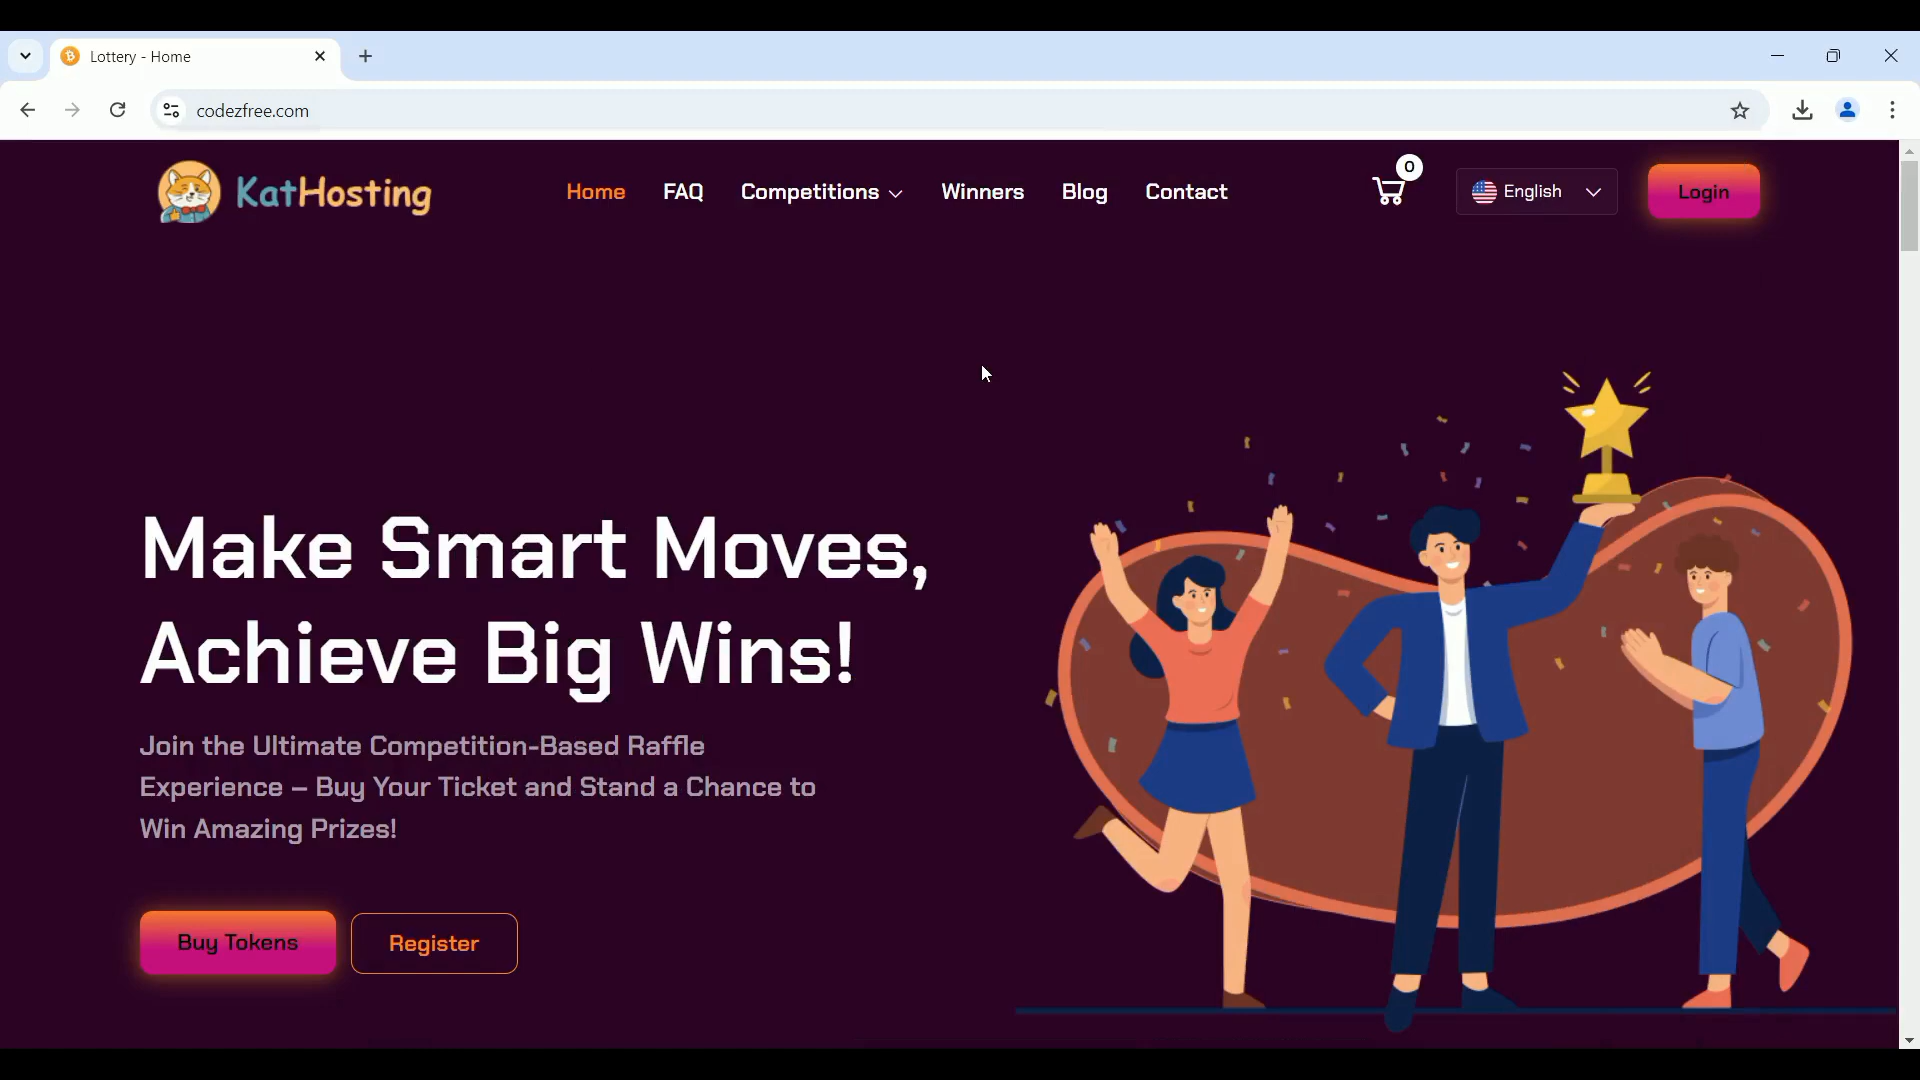 Lottery - Home
codezfree.com
KatHosting
Home
FAQ
Competitions
Winners
Blog
Contact
0
English
Login
Make Smart Moves,
Achieve Big Wins!
Join the Ultimate Competition-Based Raffle
Experience – Buy Your Ticket and Stand a Chance to
Win Amazing Prizes!
Buy Tokens
Register